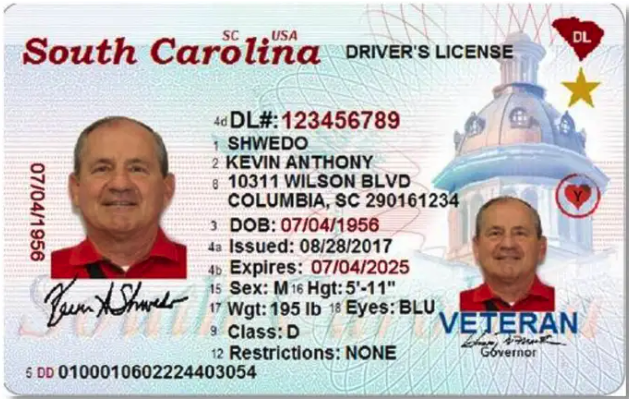 South Carolina SC USA DRIVER'S LICENSE DL
4d DL#: 123456789
1 SHWEDO
2 KEVIN ANTHONY
8 10311 WILSON BLVD
COLUMBIA, SC 290161234
Y
07/04/1956
3 DOB: 07/04/1956
4a Issued: 08/28/2017
4b Expires: 07/04/2025
15 Sex: M 16 Hgt: 5'-11"
17 Wgt: 195 lb 18 Eyes: BLU
VETERAN
Kevin A Shwedo
9 Class: D
Governor
12 Restrictions: NONE
5 DD 0100010602224403054